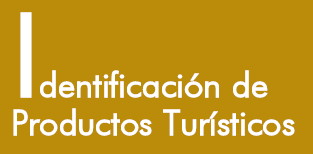 Identificación de
Productos Turísticos